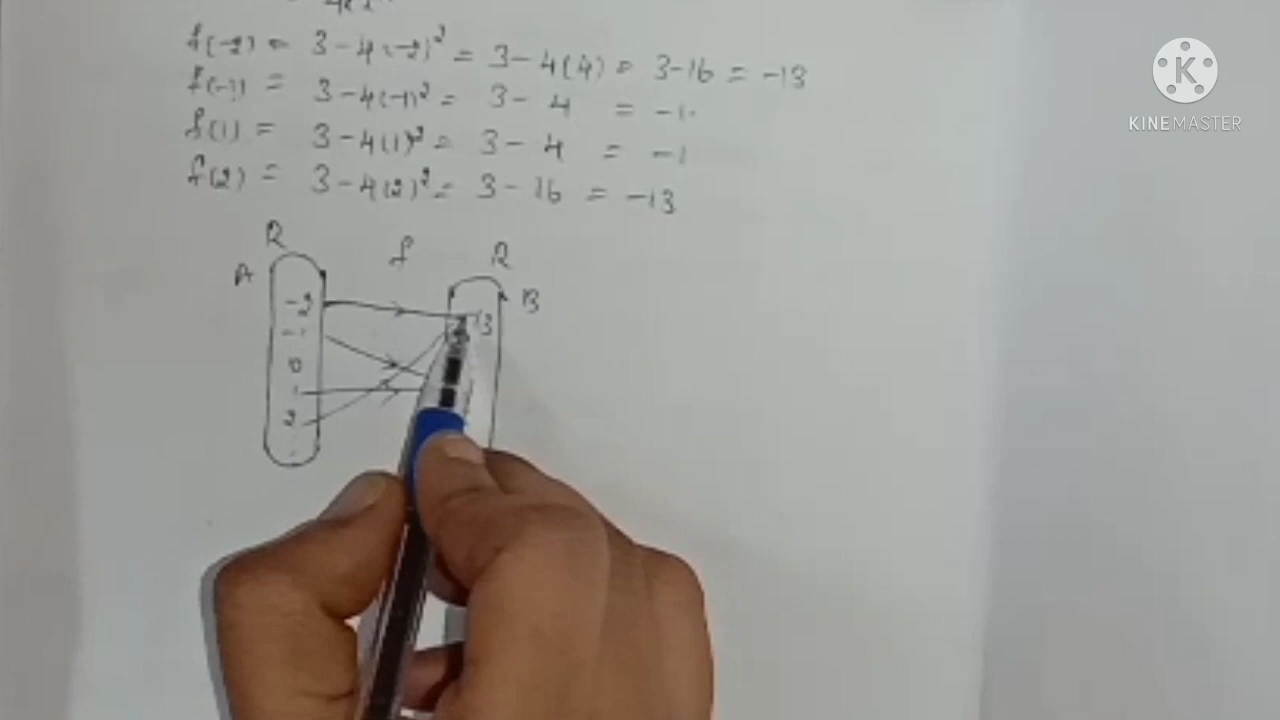 f(-2) = 3-4(-2)² = 3-4(4) = 3-16 = -13
f(-1) = 3-4(-1)² = 3-4 = -1.
f(1) = 3-4(1)² = 3-4 = -1
f(2) = 3-4(2)² = 3-16 = -13
R f R
A B
-2 -13
-1
0
1
2
K
KINEMASTER